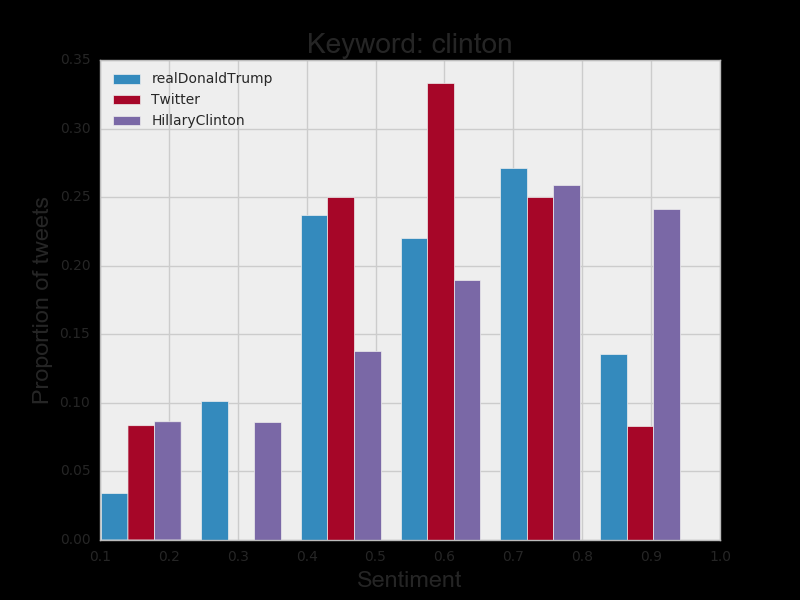 Keyword: clinton
realDonaldTrump
Twitter
HillaryClinton
Proportion of tweets
0.35
0.30
0.25
0.20
0.15
0.10
0.05
0.00
0.1 0.2 0.3 0.4 0.5 0.6 0.7 0.8 0.9 1.0
Sentiment